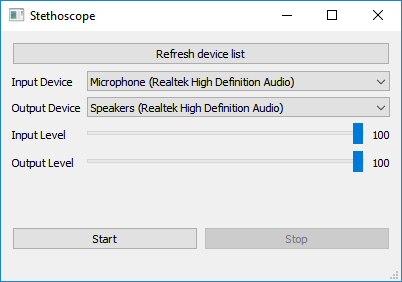 Stethoscope
Refresh device list
Input Device Microphone (Realtek High Definition Audio)
Output Device Speakers (Realtek High Definition Audio)
Input Level 100
Output Level 100
Start Stop